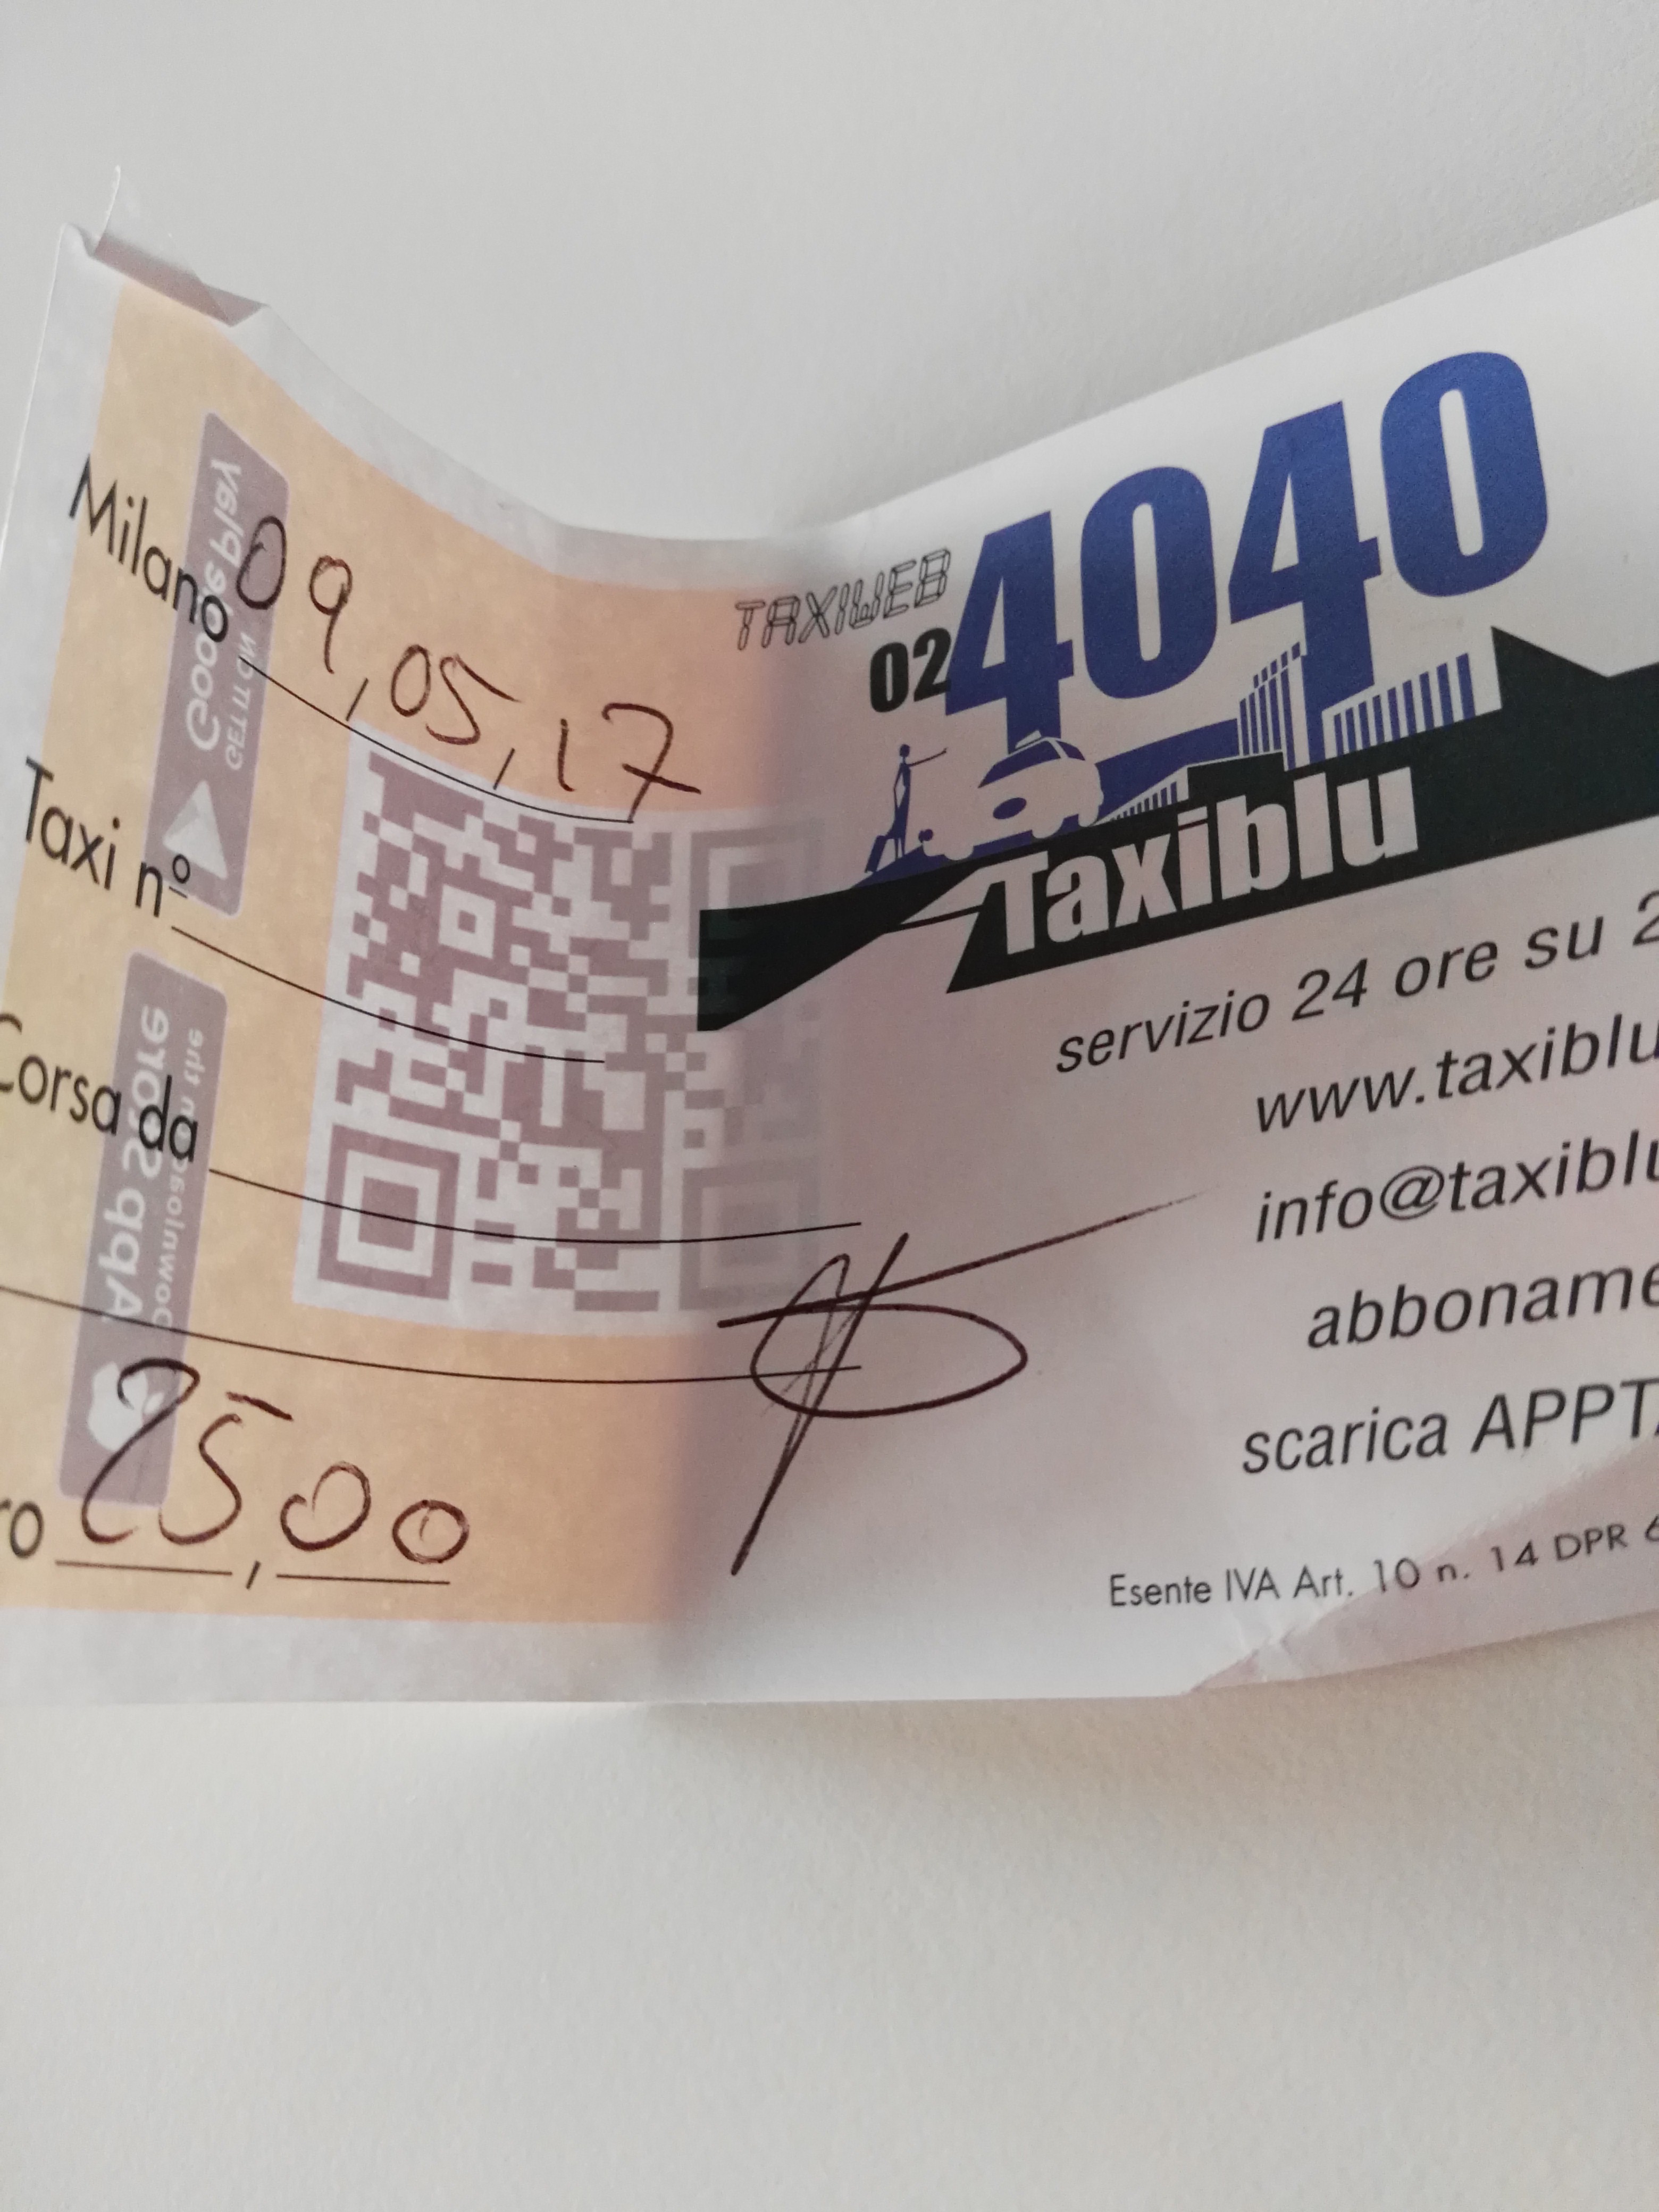 Milano 09,05,17
Taxi nº
Corsa da
ro 25,00
TAXIWEB
02 4040
Taxiblu
servizio 24 ore su 2
www.taxiblu
info@taxiblu
abboname
scarica APPTA
Esente IVA Art. 10 n. 14 DPR 6
GET IT ON
Google play
Download on the
App Store